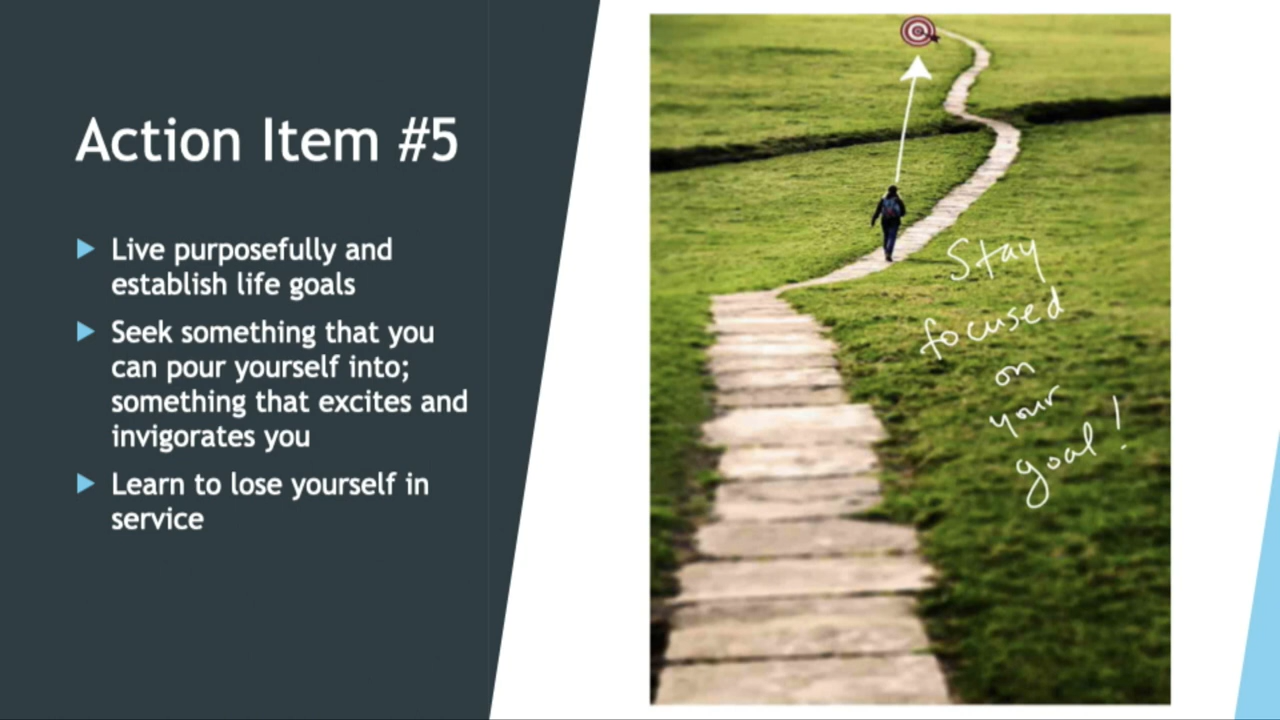 Action Item #5
Live purposefully and
establish life goals
Seek something that you
can pour yourself into;
something that excites and
invigorates you
Learn to lose yourself in
service
Stay
focused
on
your
goal!